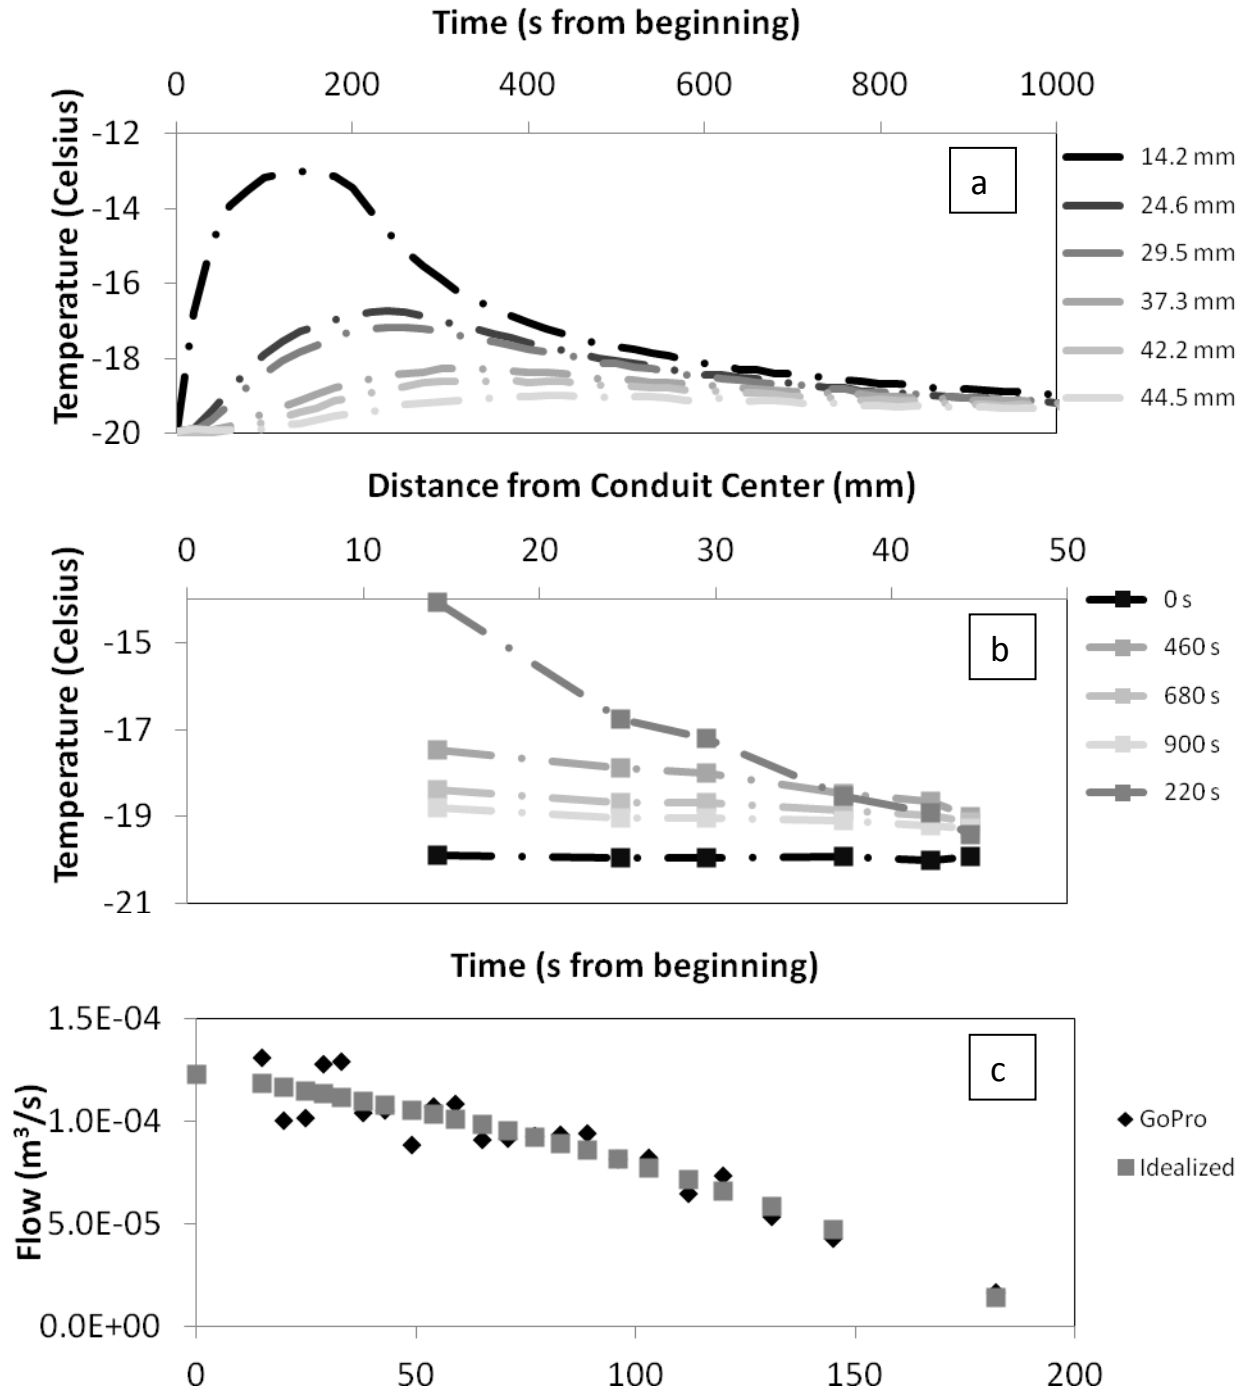 Time (s from beginning)
0 200 400 600 800 1000
Temperature (Celsius)
-12
-14
-16
-18
-20
a
14.2 mm
24.6 mm
29.5 mm
37.3 mm
42.2 mm
44.5 mm
Distance from Conduit Center (mm)
0 10 20 30 40 50
Temperature (Celsius)
-15
-17
-19
-21
b
0 s
460 s
680 s
900 s
220 s
Time (s from beginning)
Flow (m³/s)
1.5E-04
1.0E-04
5.0E-05
0.0E+00
c
GoPro
Idealized
0 50 100 150 200